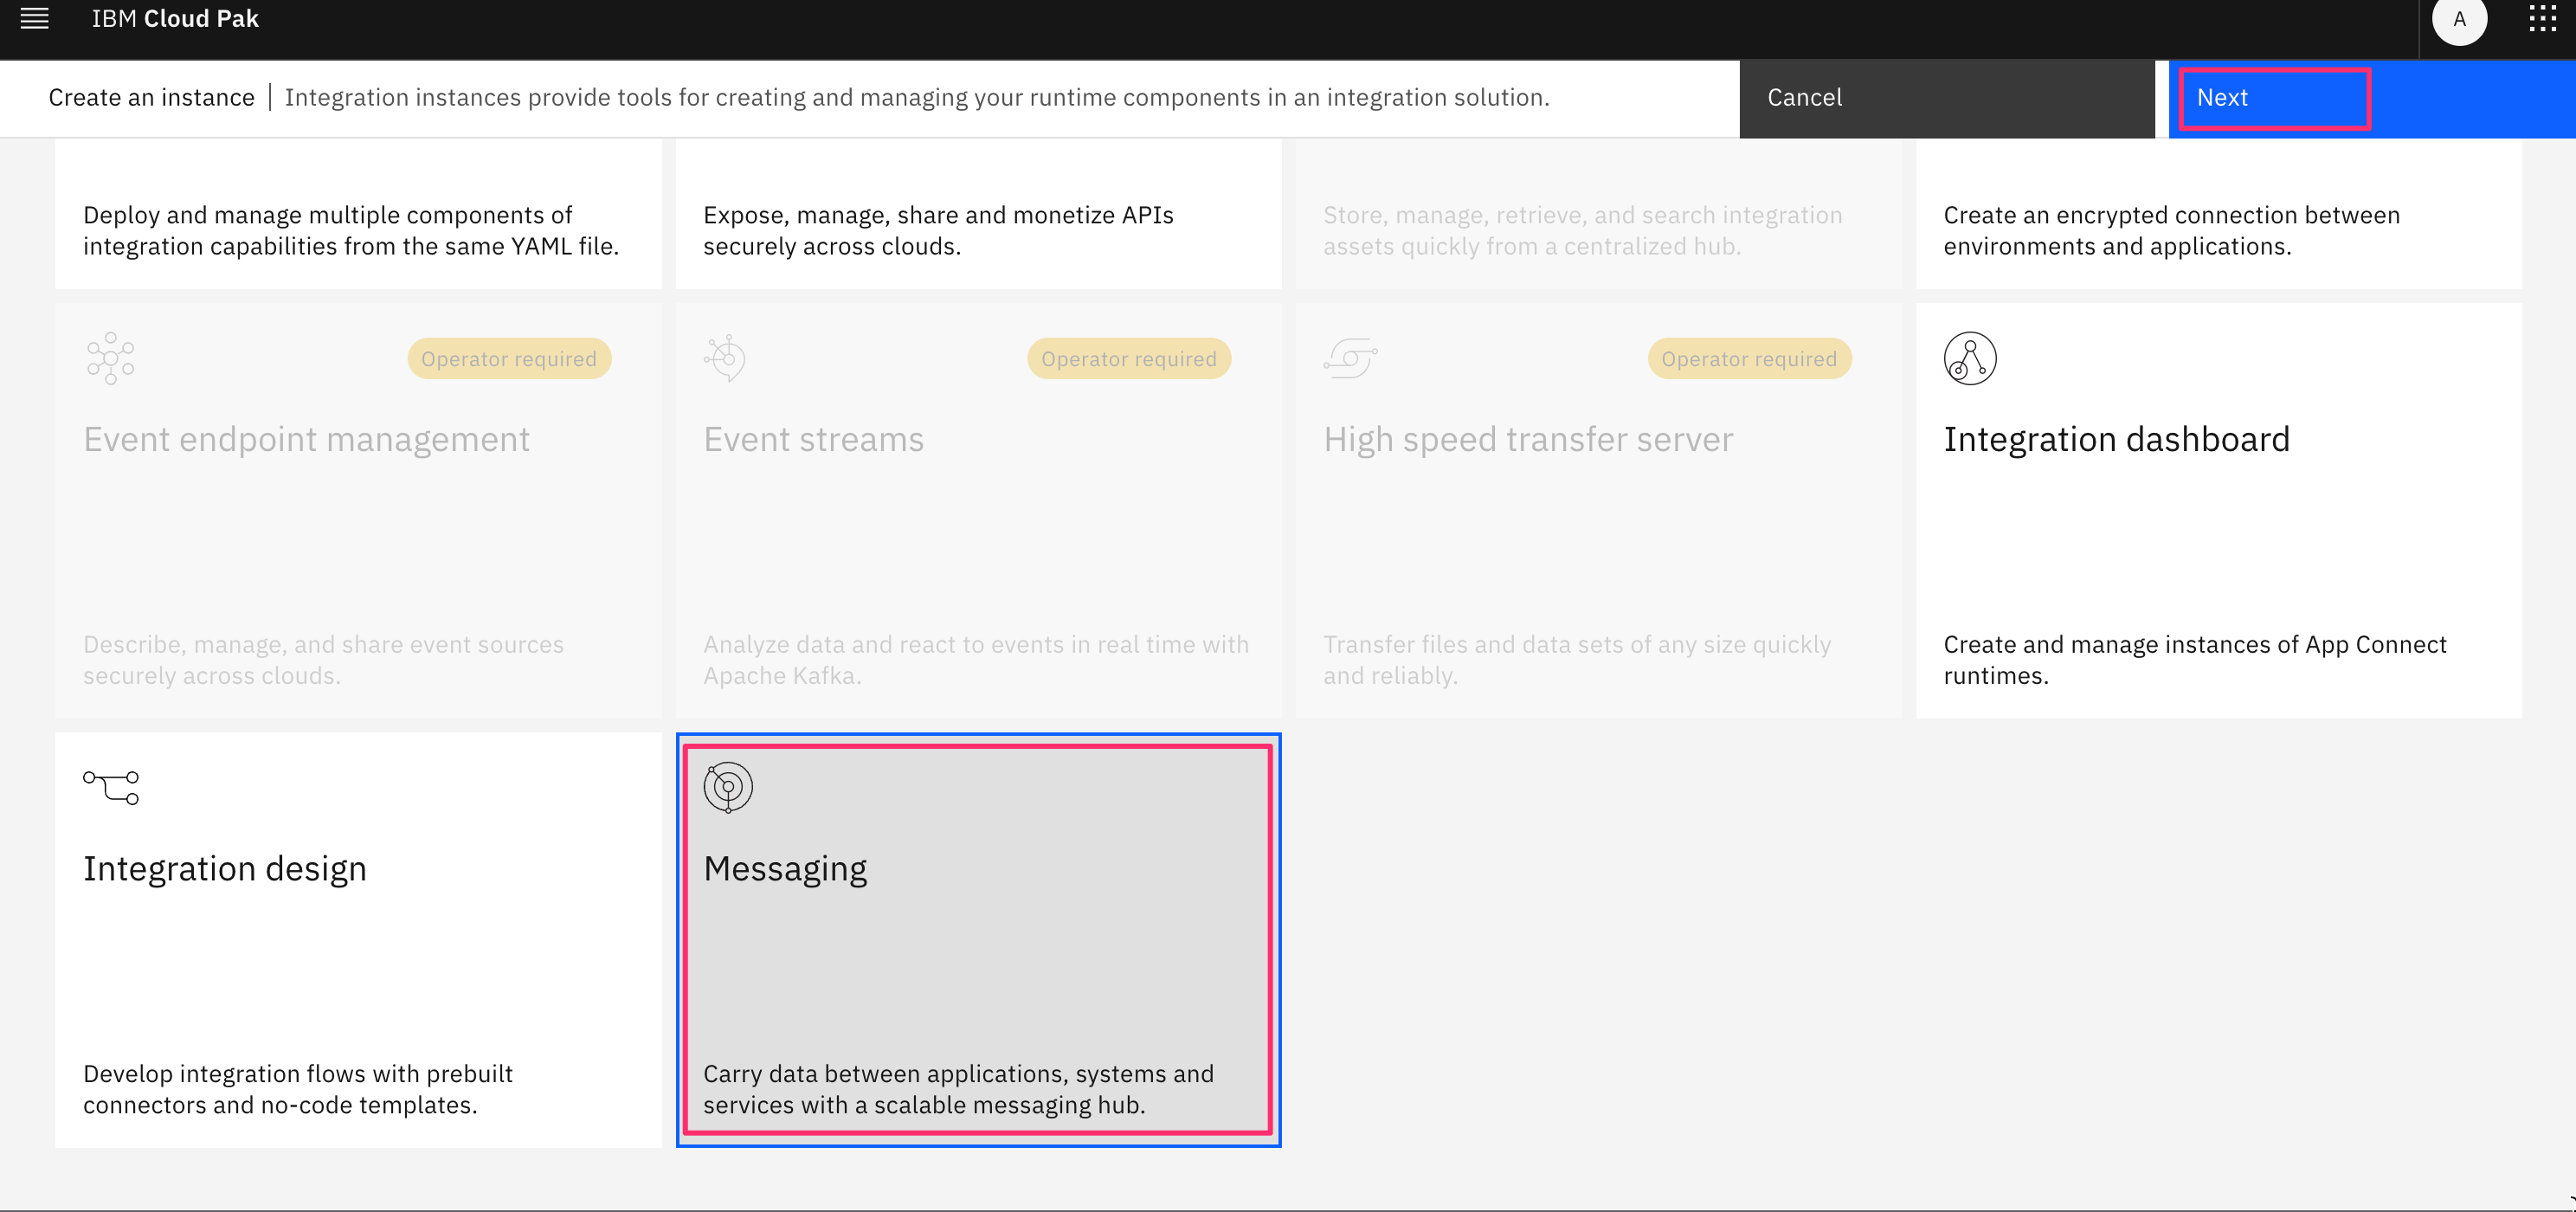 IBM Cloud Pak
A
Create an instance | Integration instances provide tools for creating and managing your runtime components in an integration solution.
Cancel
Next
Deploy and manage multiple components of
integration capabilities from the same YAML file.
Expose, manage, share and monetize APIs
securely across clouds.
Store, manage, retrieve, and search integration
assets quickly from a centralized hub.
Create an encrypted connection between
environments and applications.
Operator required
Event endpoint management
Describe, manage, and share event sources
securely across clouds.
Operator required
Event streams
Analyze data and react to events in real time with
Apache Kafka.
Operator required
High speed transfer server
Transfer files and data sets of any size quickly
and reliably.
Integration dashboard
Create and manage instances of App Connect
runtimes.
Integration design
Develop integration flows with prebuilt
connectors and no-code templates.
Messaging
Carry data between applications, systems and
services with a scalable messaging hub.